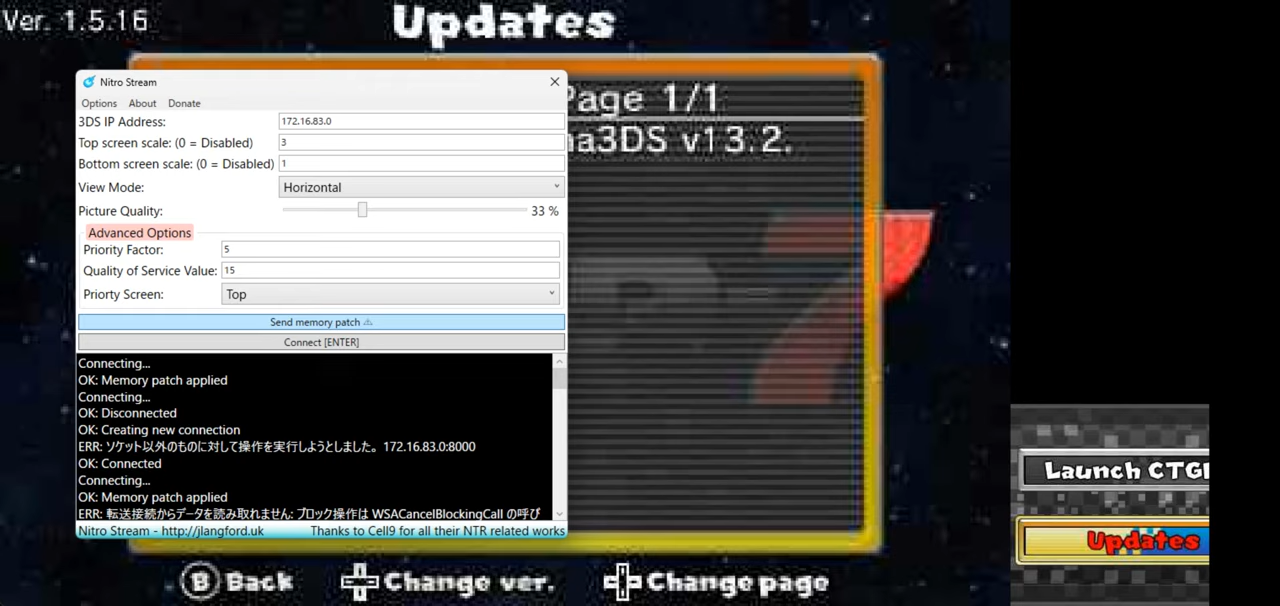 Ver. 1.5.16
Updates
Page 1/1
a3DS v13.2.
Nitro Stream
Options About Donate
3DS IP Address: 172.16.83.0
Top screen scale: (0 = Disabled) 3
Bottom screen scale: (0 = Disabled) 1
View Mode: Horizontal
Picture Quality: 33 %
Advanced Options
Priority Factor: 5
Quality of Service Value: 15
Priorty Screen: Top
Send memory patch ⚠
Connect [ENTER]
Connecting...
OK: Memory patch applied
Connecting...
OK: Disconnected
OK: Creating new connection
ERR: ソケット以外のものに対して操作を実行しようとしました。 172.16.83.0:8000
OK: Connected
Connecting...
OK: Memory patch applied
ERR: 転送接続からデータを読み取れません: ブロック操作は WSACancelBlockingCall の呼び
Nitro Stream - http://jlangford.uk Thanks to Cell9 for all their NTR related works
Launch CTG
Updates
B Back Change ver. Change page